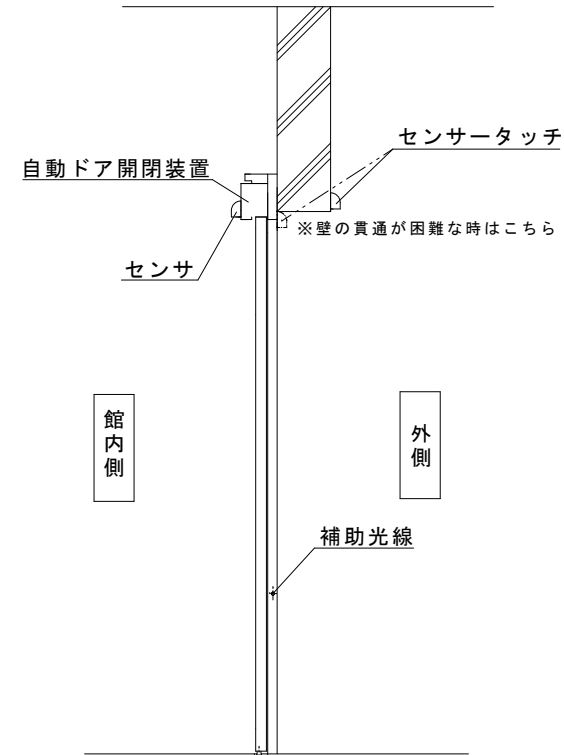 センサータッチ
自動ドア開閉装置
※壁の貫通が困難な時はこちら
センサ
館内側
外側
補助光線